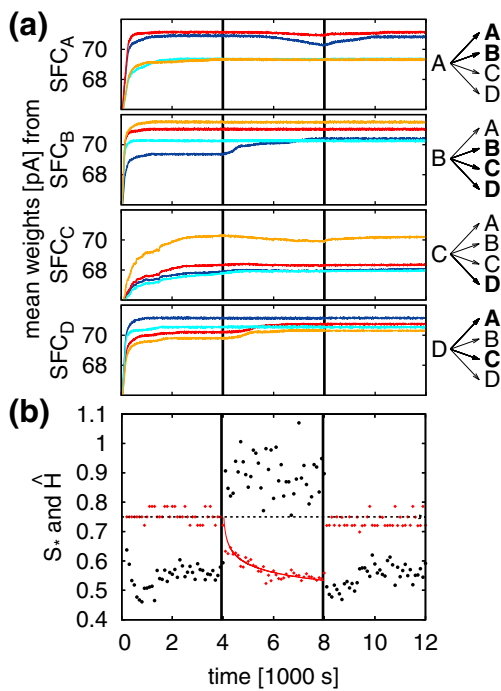 (a)
mean weights [pA] from
SFC_A
70
68
A
A
B
C
D
SFC_B
70
68
B
A
B
C
D
SFC_C
70
68
C
A
B
C
D
SFC_D
70
68
D
A
B
C
D
(b)
S* and Ĥ
1.1
1
0.9
0.8
0.7
0.6
0.5
0.4
0 2 4 6 8 10 12
time [1000 s]